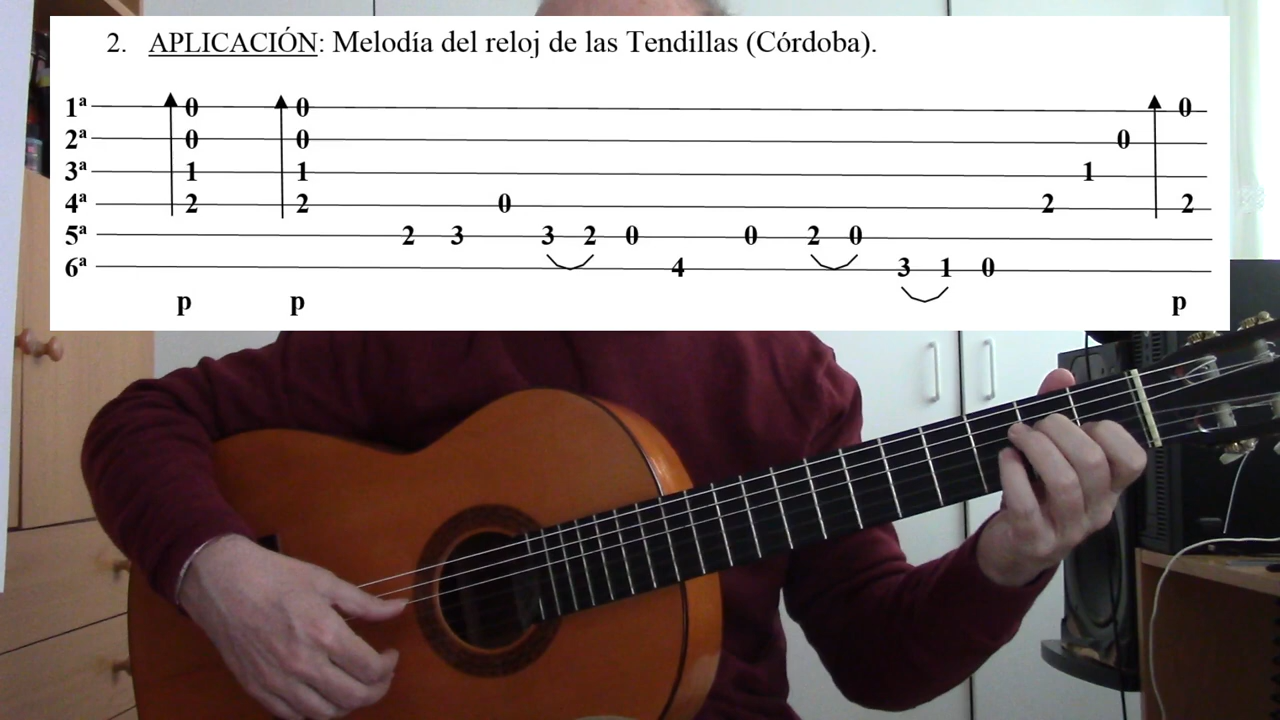 2. APLICACIÓN: Melodía del reloj de las Tendillas (Córdoba).
1ª 0 0 0
2ª 0 0 0
3ª 1 1 1
4ª 2 2 0 2 2
5ª 2 3 3 2 0 0 2 0
6ª 4 3 1 0
p p p